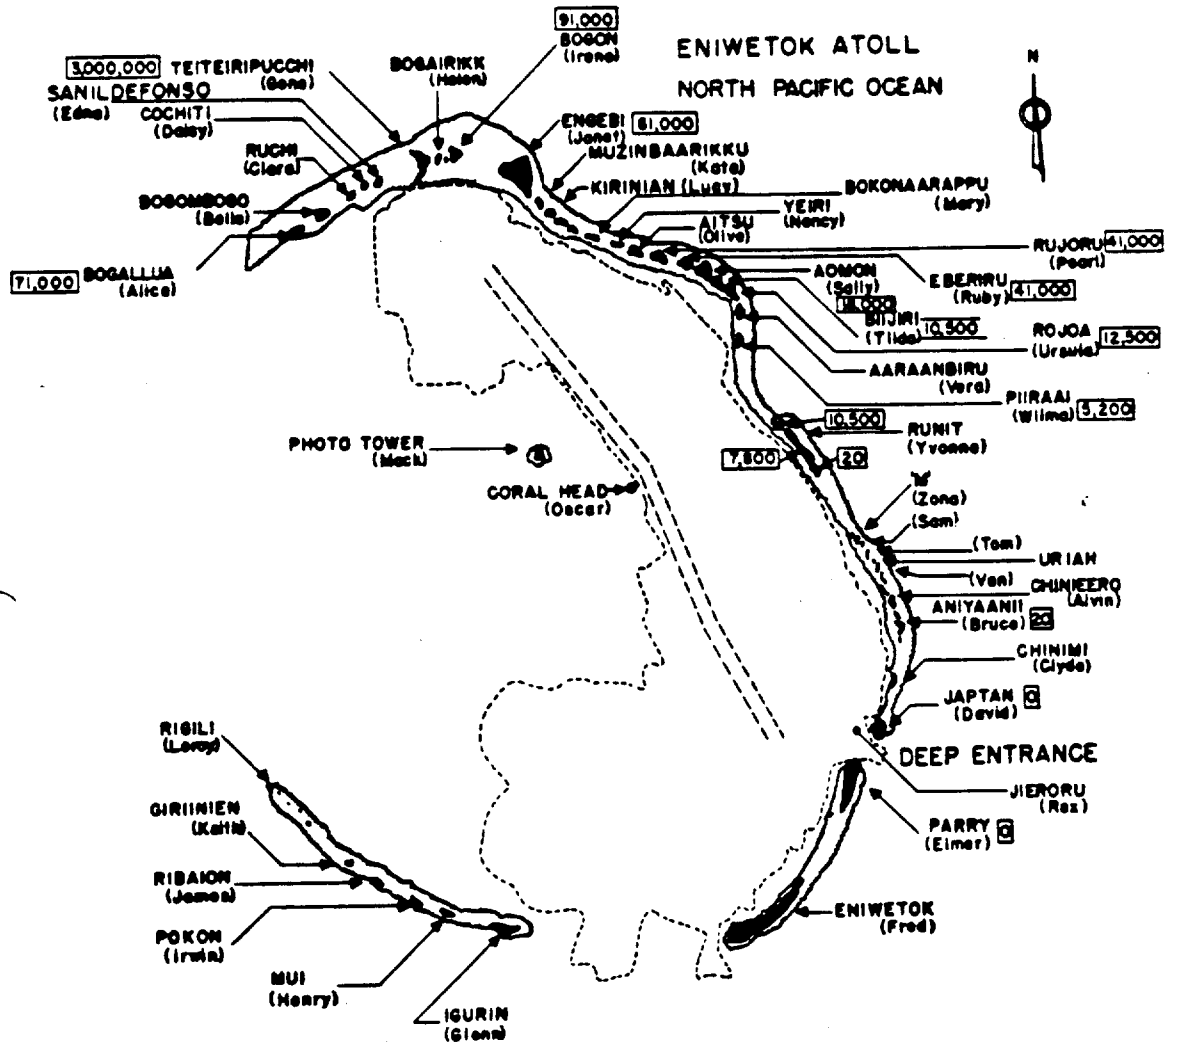 ENIWETOK ATOLL
NORTH PACIFIC OCEAN
N
91,000
BOGON
(Irene)
3,000,000 TEITEIRIPUCCHI
(Gene)
BOGAIRIKK
(Helen)
SANILDEFONSO
(Edna)
COCHITI
(Daisy)
RUCHI
(Clara)
BOGOMBOGO
(Belle)
71,000 BOGALLUA
(Alice)
ENGEBI 61,000
(Janet)
MUZINBAARIKKU
(Kate)
KIRINIAN (Lucy)
BOKONAARAPPU
(Mary)
YEIRI
(Nancy)
AITSU
(Olive)
RUJORU 41,000
(Pearl)
EBERIRU
(Ruby) 41,000
AOMON
(Sally)
18,000
BIIJIRI
(Tilda) 10,500
ROJOA
(Ursula) 12,500
AARAANBIRU
(Vera)
PIIRAAI
(Wilma) 5,200
10,500
RUNIT
(Yvonne)
7,800
20
PHOTO TOWER
(Mack)
CORAL HEAD
(Oscar)
(Zona)
(Sam)
(Tom)
URIAH
(Van)
CHINIEERO
(Alvin)
ANIYAANII
(Bruce) 20
CHINIMI
(Clyde)
JAPTAN 0
(David)
DEEP ENTRANCE
JIERORU
(Rex)
PARRY 0
(Elmer)
ENIWETOK
(Fred)
RIGILI
(Leroy)
GIRIINIEN
(Keith)
RIBAION
(James)
POKON
(Irwin)
MUI
(Henry)
IGURIN
(Glenn)